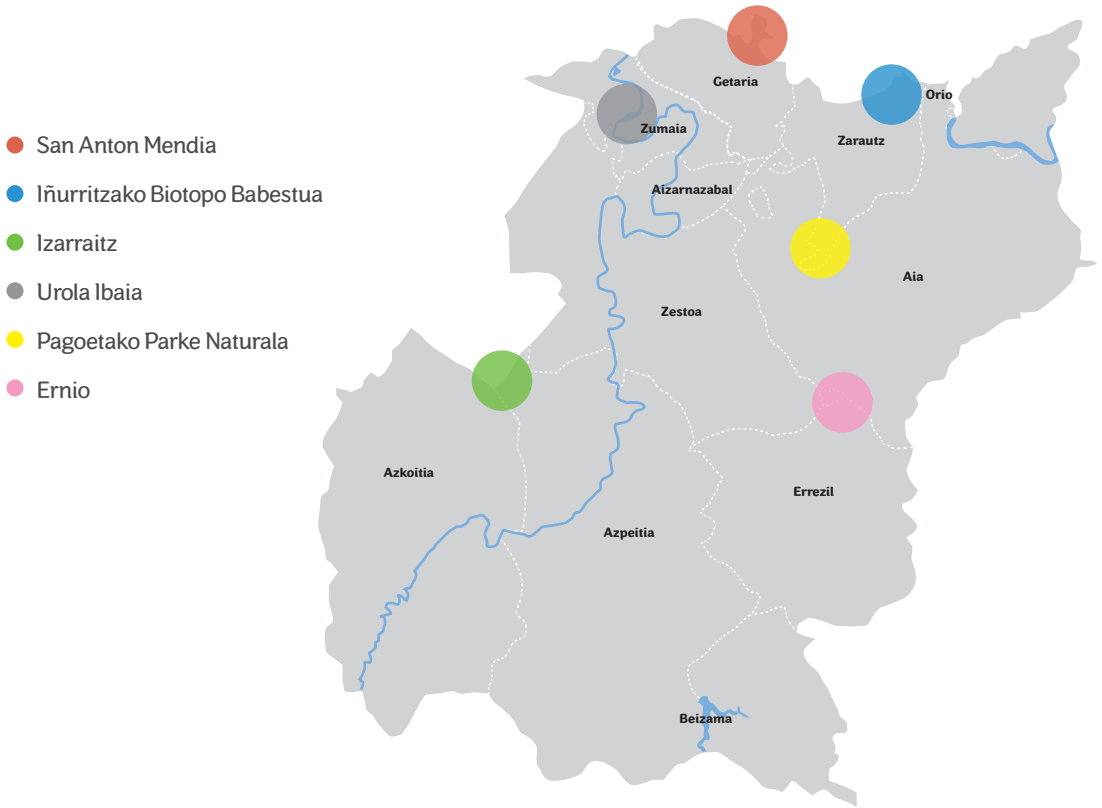 San Anton Mendia
Iñurritzako Biotopo Babestua
Izarraitz
Urola Ibaia
Pagoetako Parke Naturala
Ernio
Getaria
Orio
Zumaia
Zarautz
Aizarnazabal
Aia
Zestoa
Azkoitia
Errezil
Azpeitia
Beizama